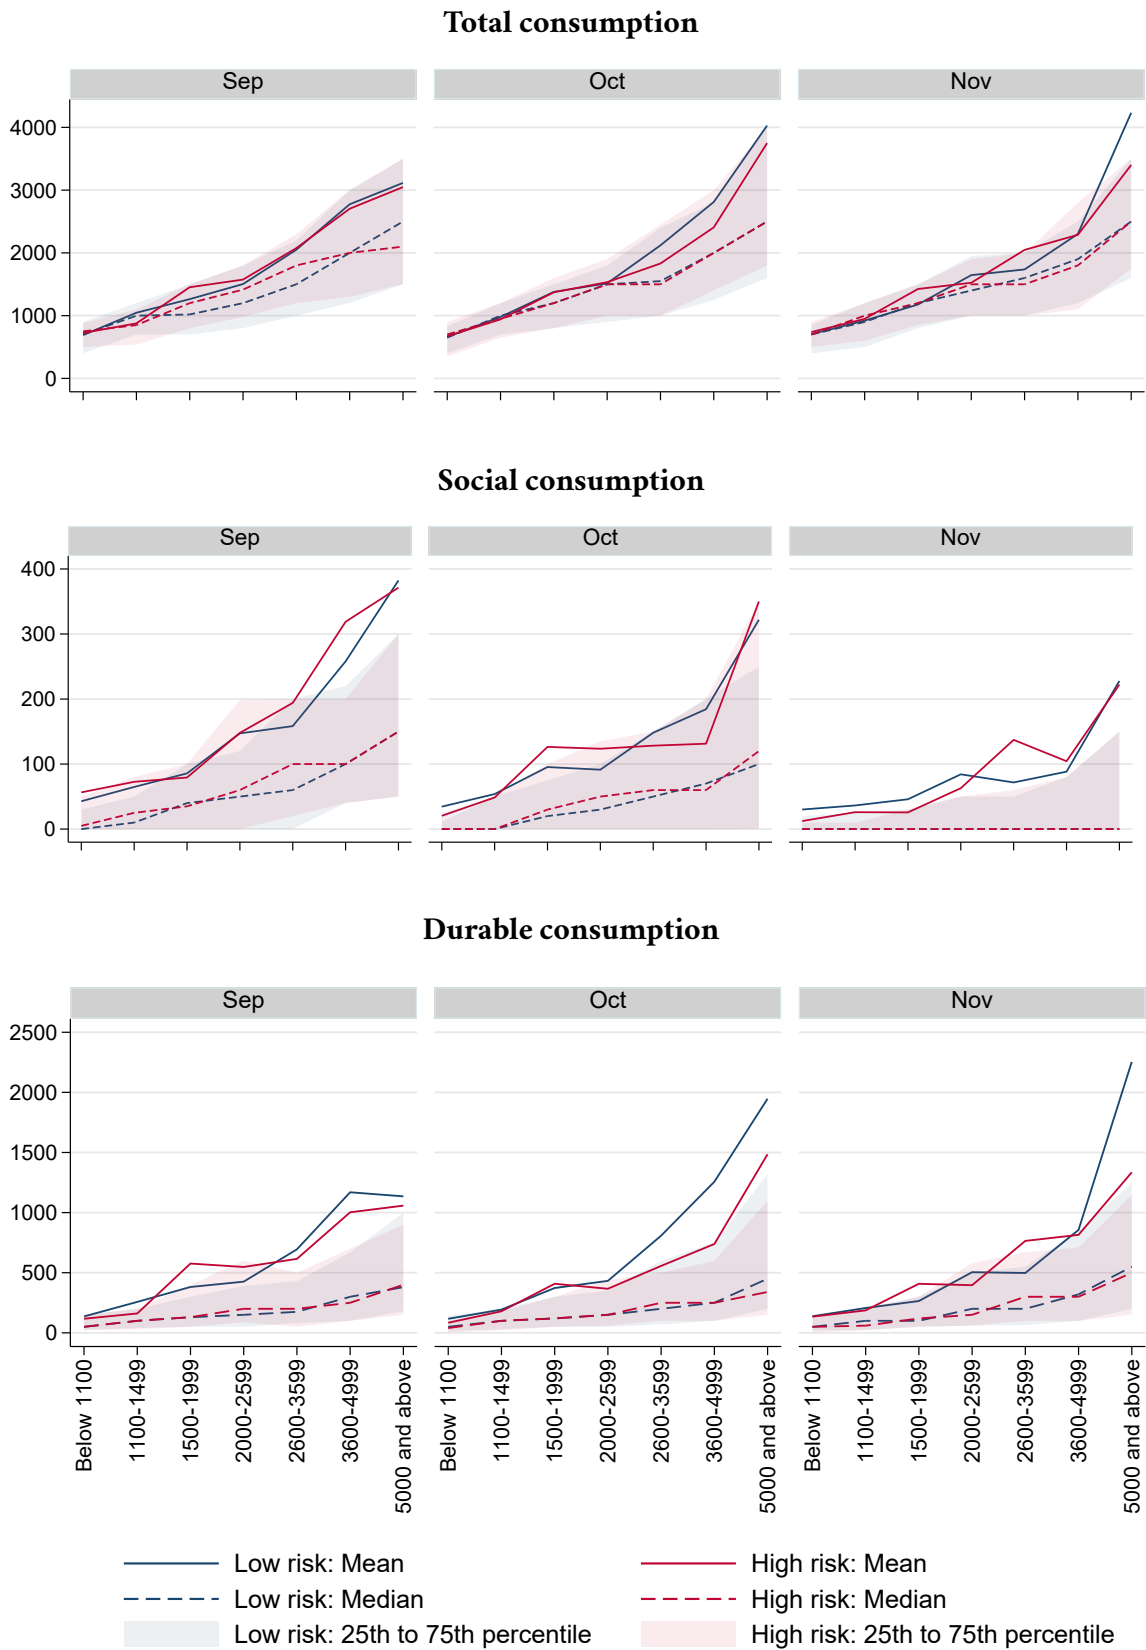 Total consumption
Sep Oct Nov
4000
3000
2000
1000
0
Social consumption
Sep Oct Nov
400
300
200
100
0
Durable consumption
Sep Oct Nov
2500
2000
1500
1000
500
0
Below 1100
1100-1499
1500-1999
2000-2599
2600-3599
3600-4999
5000 and above
Below 1100
1100-1499
1500-1999
2000-2599
2600-3599
3600-4999
5000 and above
Below 1100
1100-1499
1500-1999
2000-2599
2600-3599
3600-4999
5000 and above
Low risk: Mean High risk: Mean
Low risk: Median High risk: Median
Low risk: 25th to 75th percentile High risk: 25th to 75th percentile